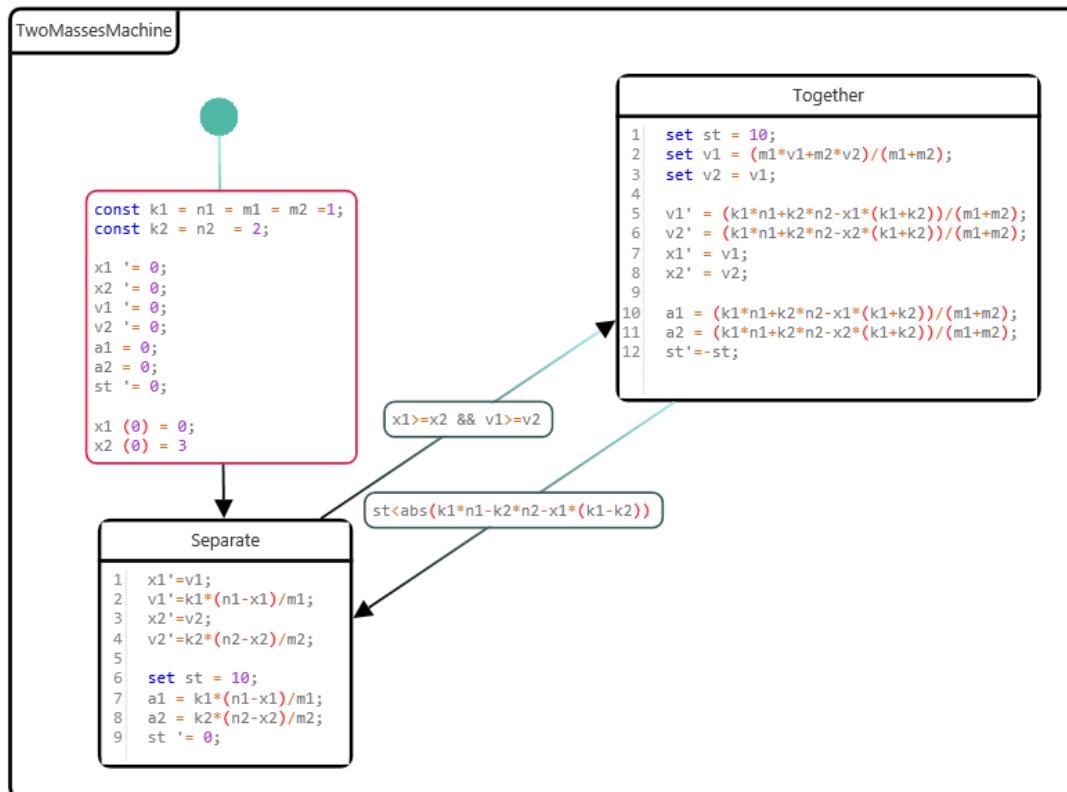 TwoMassesMachine
const k1 = n1 = m1 = m2 =1;
const k2 = n2  = 2;
x1 '= 0;
x2 '= 0;
v1 '= 0;
v2 '= 0;
a1 = 0;
a2 = 0;
st '= 0;
x1 (0) = 0;
x2 (0) = 3
Together
1 set st = 10;
2 set v1 = (m1*v1+m2*v2)/(m1+m2);
3 set v2 = v1;
4
5 v1' = (k1*n1+k2*n2-x1*(k1+k2))/(m1+m2);
6 v2' = (k1*n1+k2*n2-x2*(k1+k2))/(m1+m2);
7 x1' = v1;
8 x2' = v2;
9
10 a1 = (k1*n1+k2*n2-x1*(k1+k2))/(m1+m2);
11 a2 = (k1*n1+k2*n2-x2*(k1+k2))/(m1+m2);
12 st'=-st;
x1>=x2 && v1>=v2
st<abs(k1*n1-k2*n2-x1*(k1-k2))
Separate
1 x1'=v1;
2 v1'=k1*(n1-x1)/m1;
3 x2'=v2;
4 v2'=k2*(n2-x2)/m2;
5
6 set st = 10;
7 a1 = k1*(n1-x1)/m1;
8 a2 = k2*(n2-x2)/m2;
9 st '= 0;